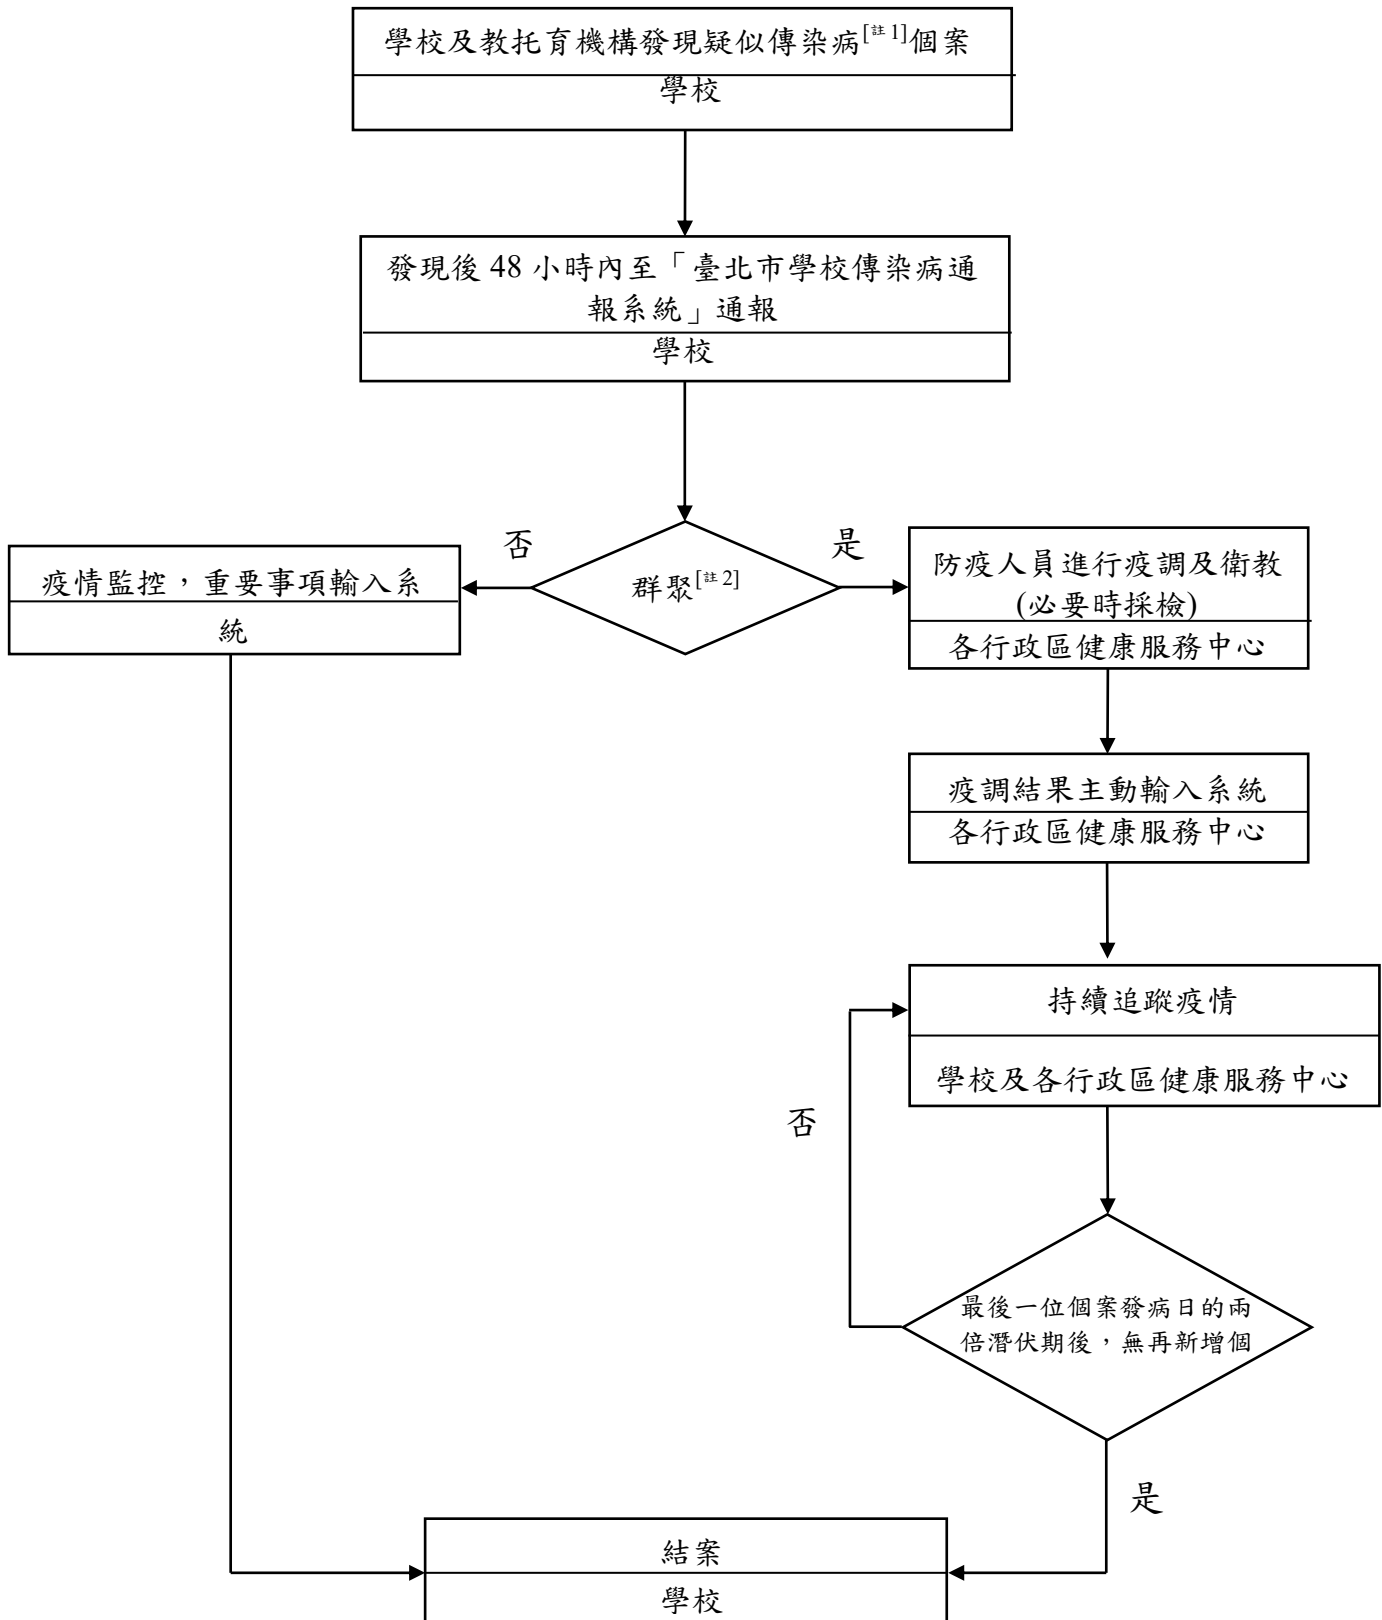 學校及教托育機構發現疑似傳染病[註1]個案
學校
發現後 48 小時內至「臺北市學校傳染病通
報系統」通報
學校
否
是
群聚[註2]
疫情監控，重要事項輸入系
統
防疫人員進行疫調及衛教
(必要時採檢)
各行政區健康服務中心
疫調結果主動輸入系統
各行政區健康服務中心
持續追蹤疫情
學校及各行政區健康服務中心
否
最後一位個案發病日的兩
倍潛伏期後，無再新增個
是
結案
學校